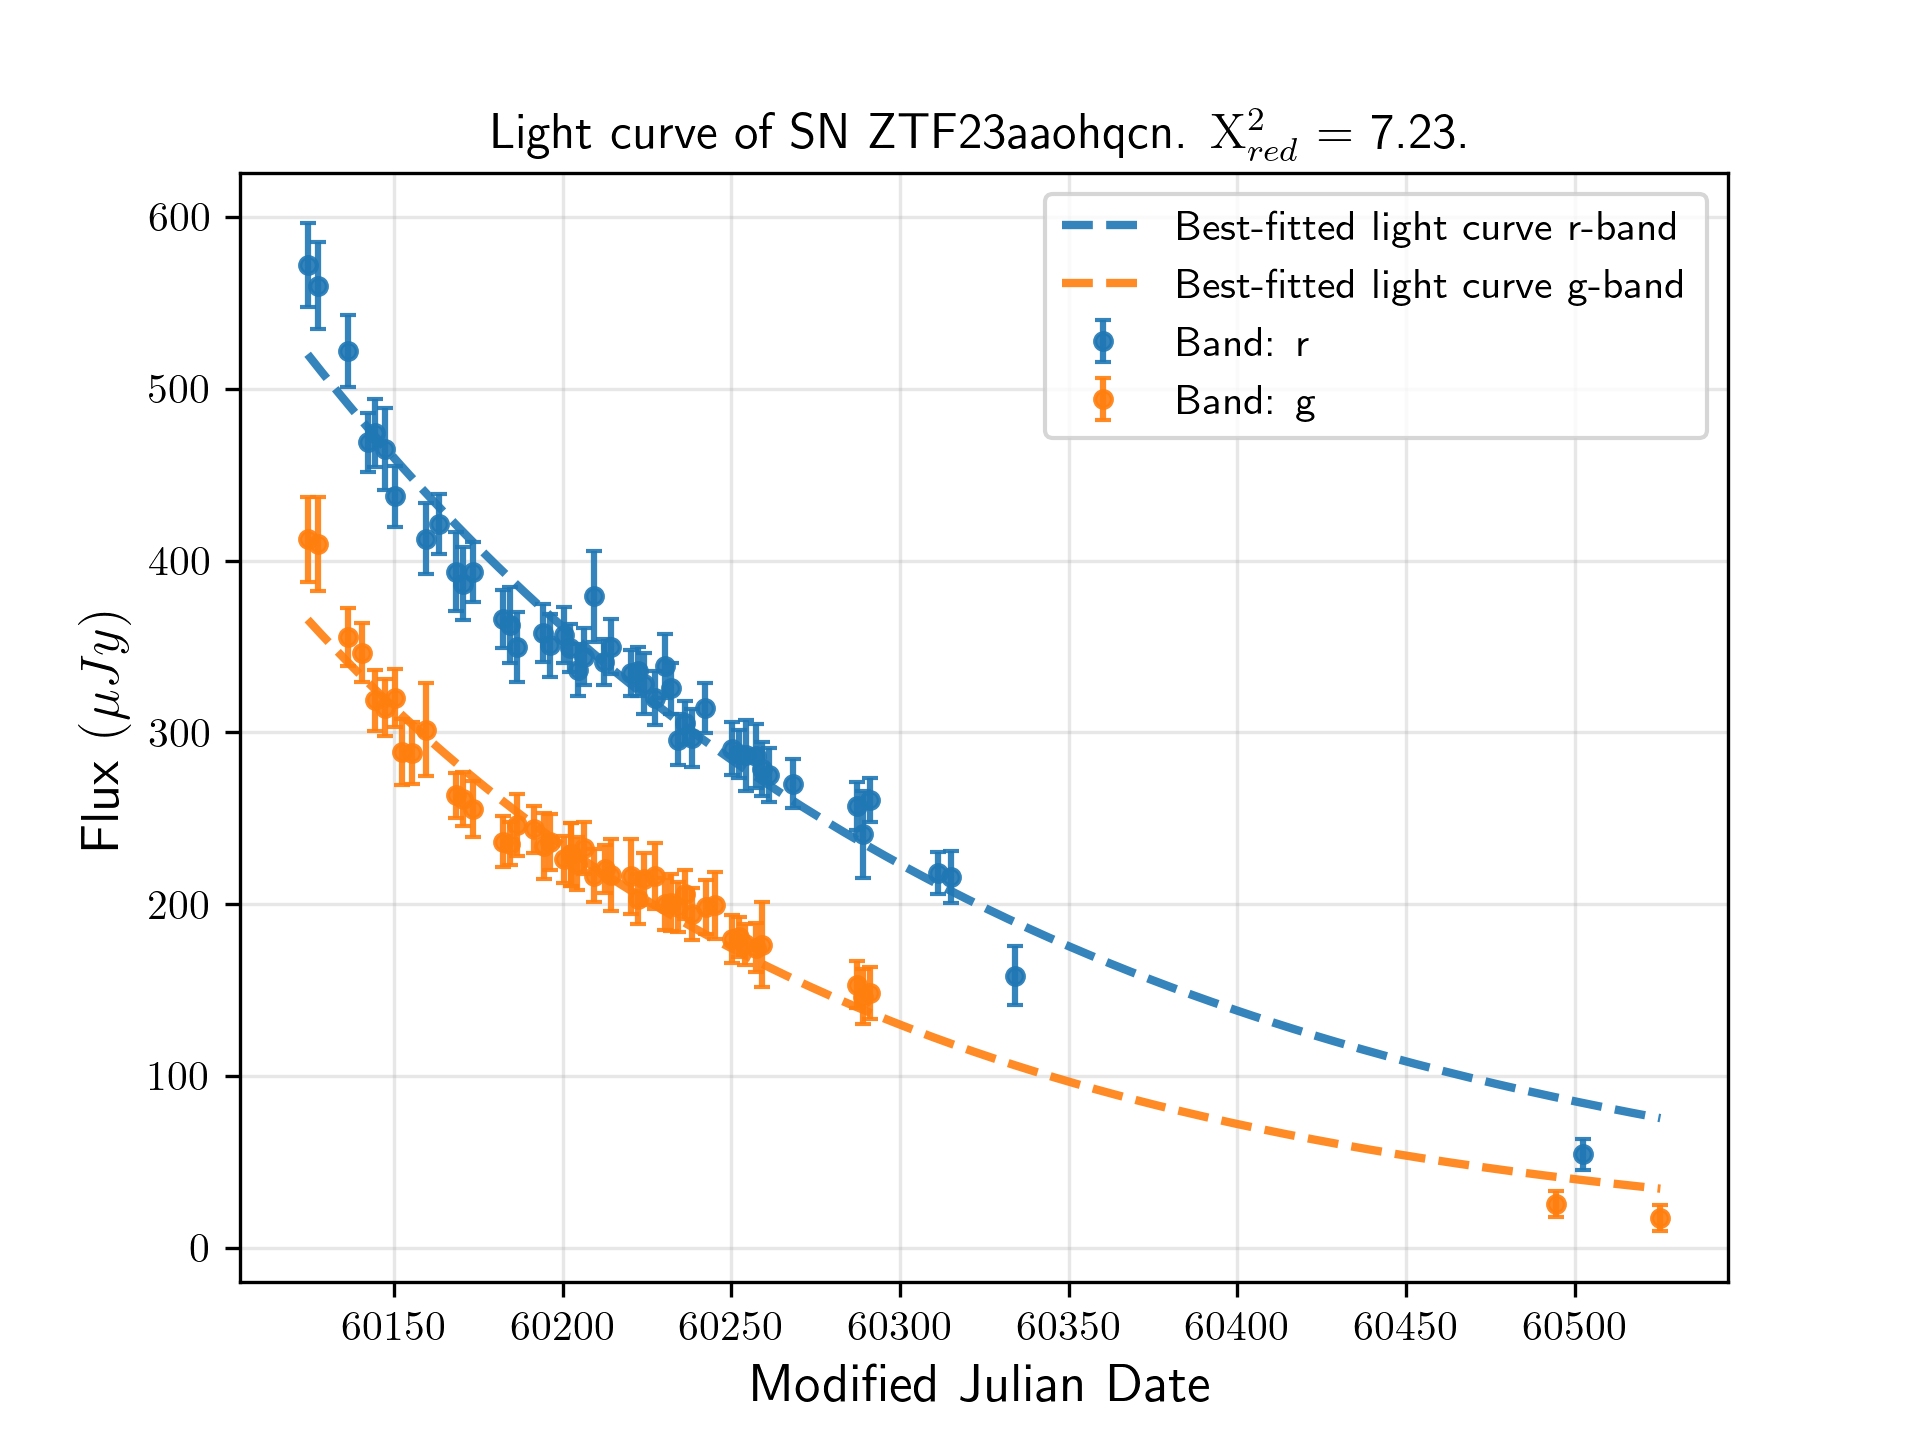 Light curve of SN ZTF23aaohqcn. X²_red = 7.23.
Best-fitted light curve r-band
Best-fitted light curve g-band
Band: r
Band: g
600
500
400
300
200
100
0
Flux (μJy)
60150 60200 60250 60300 60350 60400 60450 60500
Modified Julian Date